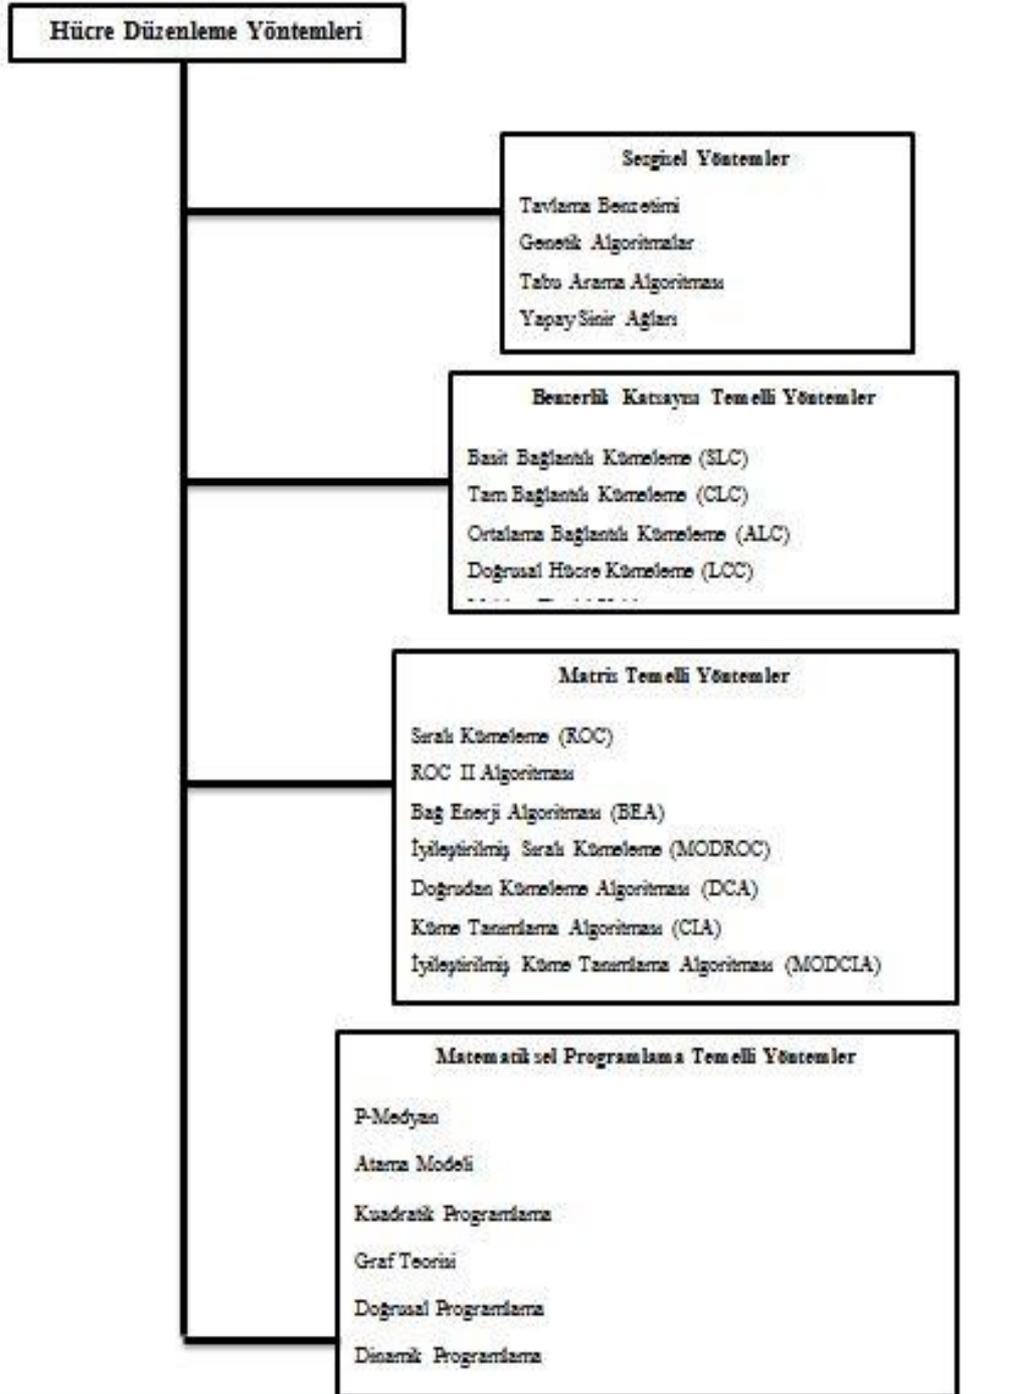 Hücre Düzenleme Yöntemleri
Sezgisel Yöntemler
Tavlama Benzetimi
Genetik Algoritmalar
Tabu Arama Algoritması
Yapay Sinir Ağları
Benzerlik Katsayısı Temelli Yöntemler
Basit Bağlantılı Kümeleme (SLC)
Tam Bağlantılı Kümeleme (CLC)
Ortalama Bağlantılı Kümeleme (ALC)
Doğrusal Hücre Kümeleme (LCC)
Matris Temelli Yöntemler
Sıralı Kümeleme (ROC)
ROC II Algoritması
Bağ Enerji Algoritması (BEA)
İyileştirilmiş Sıralı Kümeleme (MODROC)
Doğrudan Kümeleme Algoritması (DCA)
Küme Tanımlama Algoritması (CIA)
İyileştirilmiş Küme Tanımlama Algoritması (MODCIA)
Matematiksel Programlama Temelli Yöntemler
P-Medyan
Atama Modeli
Kuadratik Programlama
Graf Teorisi
Doğrusal Programlama
Dinamik Programlama